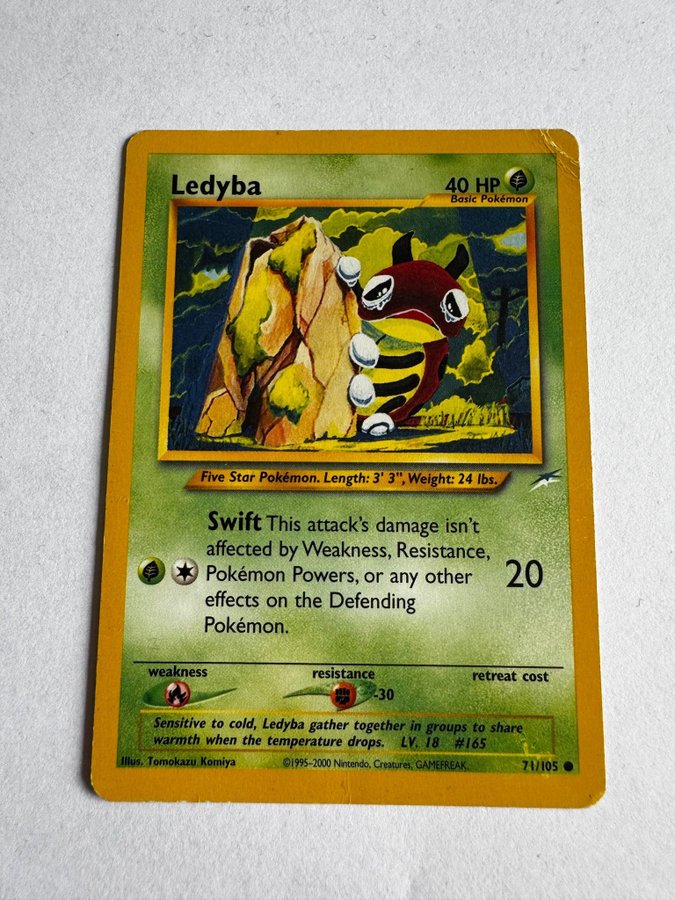 Ledyba
40 HP
Basic Pokémon
Five Star Pokémon. Length: 3' 3", Weight: 24 lbs.
Swift This attack's damage isn't
affected by Weakness, Resistance,
Pokémon Powers, or any other
effects on the Defending
Pokémon.
20
weakness
resistance
retreat cost
-30
Sensitive to cold, Ledyba gather together in groups to share
warmth when the temperature drops. LV. 18 #165
Illus. Tomokazu Komiya
©1995-2000 Nintendo, Creatures, GAMEFREAK.
71/105